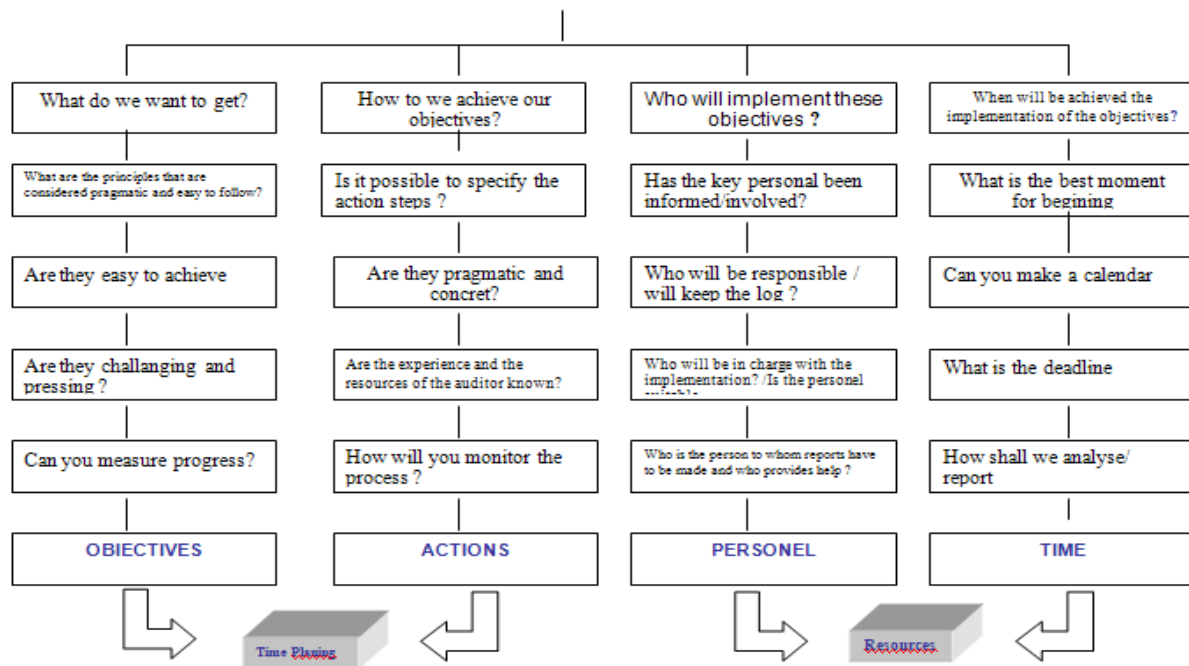 What do we want to get?
How to we achieve our
objectives?
Who will implement these
objectives ?
When will be achieved the
implementation of the objectives?
What are the principles that are
considered pragmatic and easy to follow?
Is it possible to specify the
action steps ?
Has the key personal been
informed/involved?
What is the best moment
for begining
Are they easy to achieve
Are they pragmatic and
concret?
Who will be responsible /
will keep the log ?
Can you make a calendar
Are they challanging and
pressing ?
Are the experience and the
resources of the auditor known?
Who will be in charge with the
implementation? /Is the personel
What is the deadline
Can you measure progress?
How will you monitor the
process ?
Who is the person to whom reports have
to be made and who provides help ?
How shall we analyse/
report
OBJECTIVES
ACTIONS
PERSONEL
TIME
Time Planing
Resources